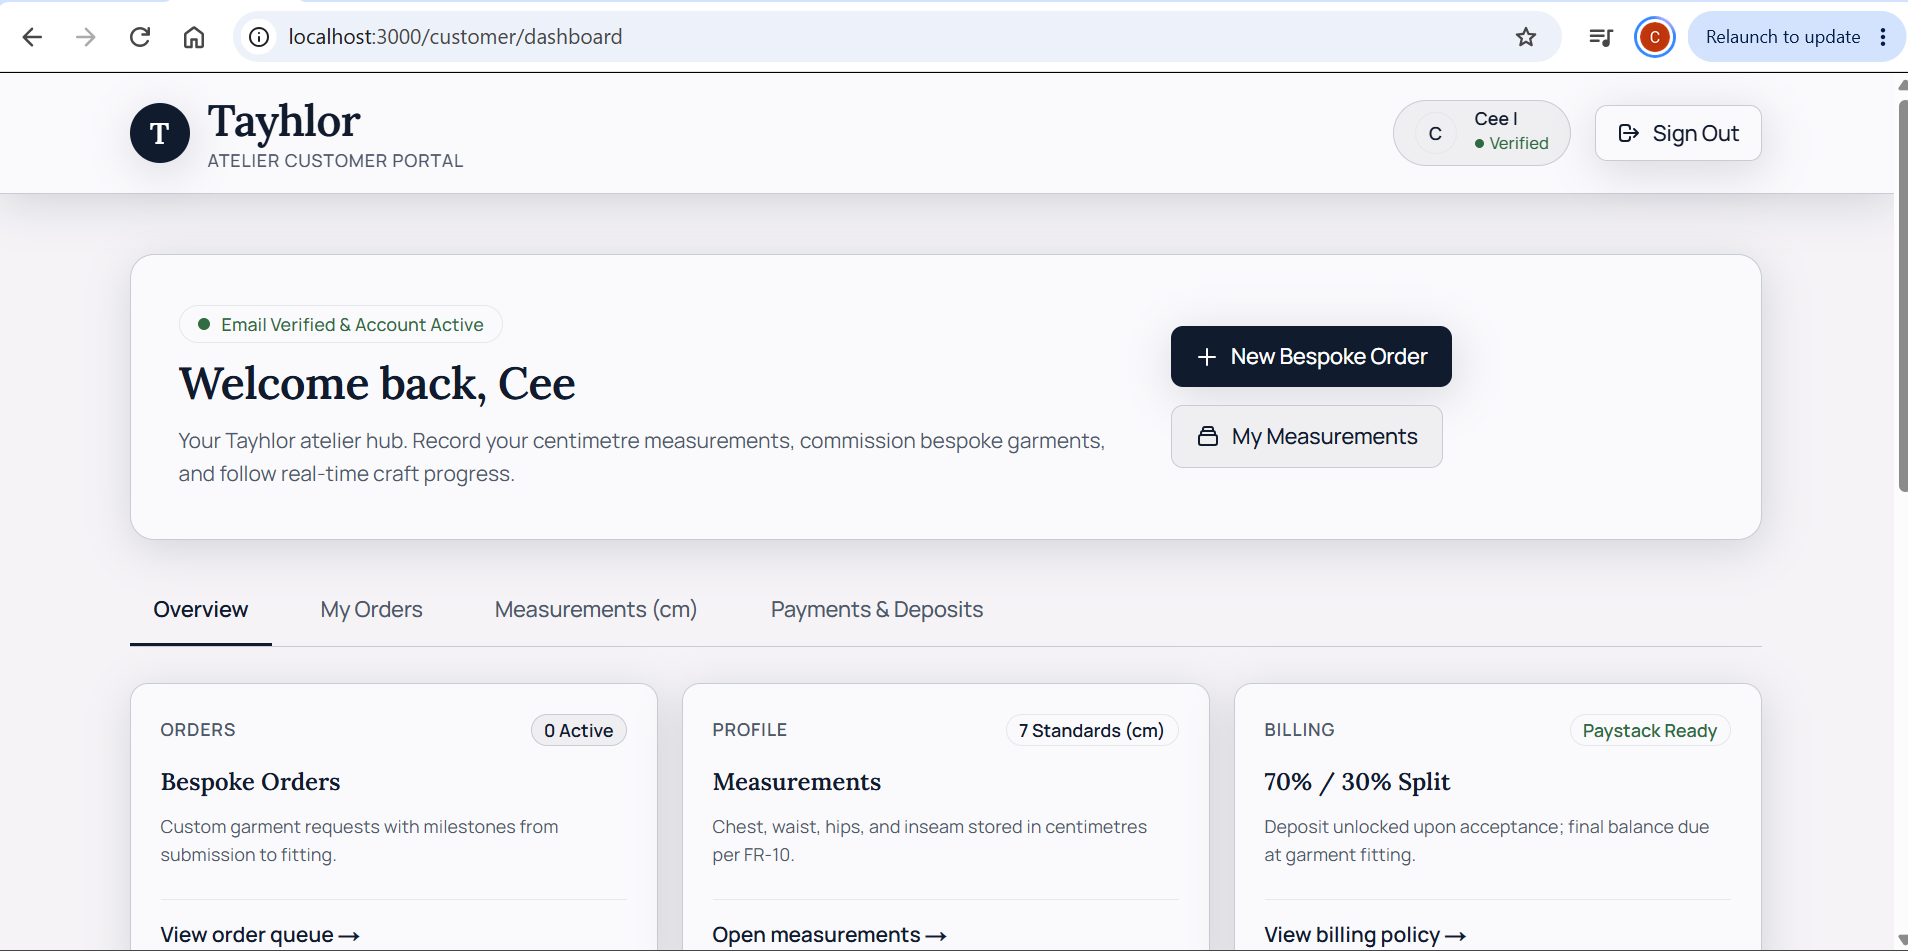 localhost:3000/customer/dashboard
C
Relaunch to update
T
Tayhlor
ATELIER CUSTOMER PORTAL
C
Cee I
Verified
Sign Out
Email Verified & Account Active
Welcome back, Cee
Your Tayhlor atelier hub. Record your centimetre measurements, commission bespoke garments,
and follow real-time craft progress.
New Bespoke Order
My Measurements
Overview
My Orders
Measurements (cm)
Payments & Deposits
ORDERS
0 Active
Bespoke Orders
Custom garment requests with milestones from
submission to fitting.
View order queue →
PROFILE
7 Standards (cm)
Measurements
Chest, waist, hips, and inseam stored in centimetres
per FR-10.
Open measurements →
BILLING
Paystack Ready
70% / 30% Split
Deposit unlocked upon acceptance; final balance due
at garment fitting.
View billing policy →